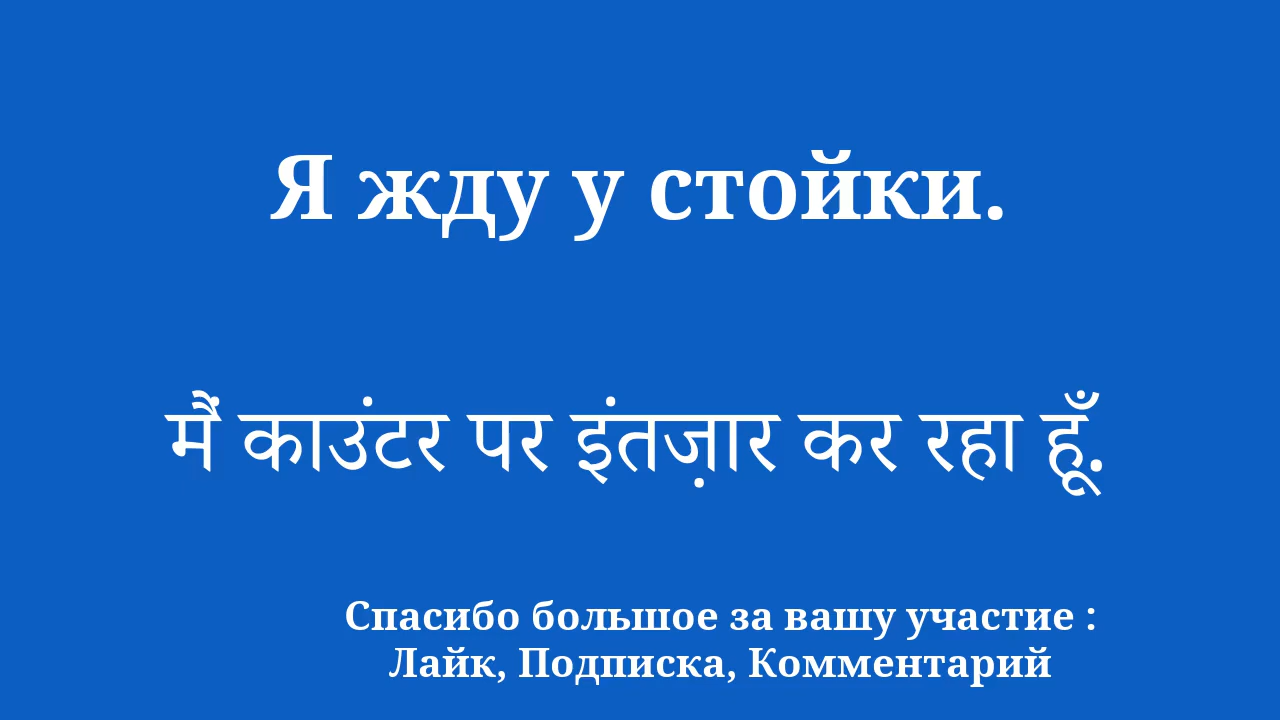 Я жду у стойки.
मैं काउंटर पर इंतज़ार कर रहा हूँ.
Спасибо большое за вашу участие :
Лайк, Подписка, Комментарий